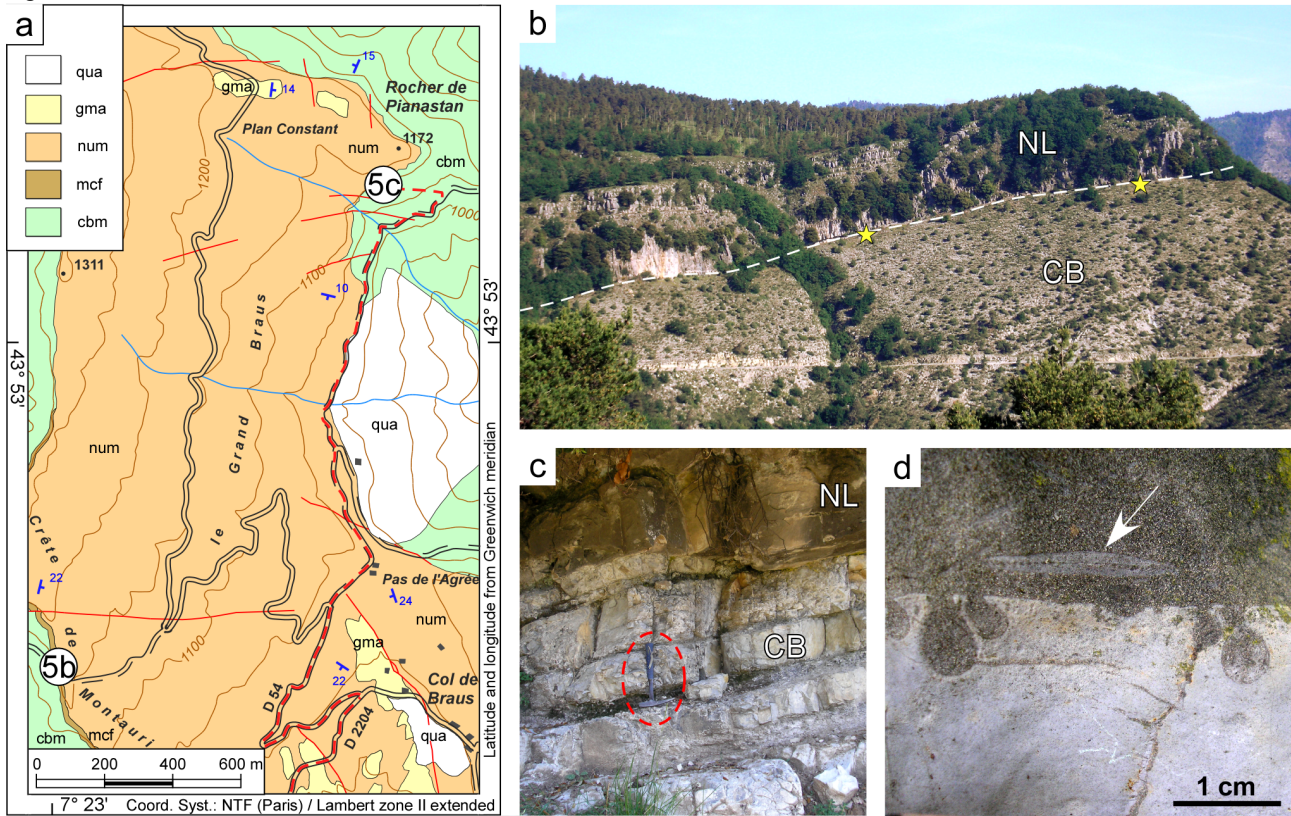 a
qua
gma
num
mcf
cbm
15
gma
14
Rocher de
Pianastan
Plan Constant
1172
num
cbm
5c
1200
1000
1311
1100
10
Braus
43° 53'
43° 53'
qua
num
Grand
le
Crête
22
Pas de l'Agrée
24
num
de
gma
1100
5b
22
Col de
Braus
Montauri
D 54
D 2204
cbm
mcf
qua
0 200 400 600 m
7° 23' Coord. Syst.: NTF (Paris) / Lambert zone II extended
Latitude and longitude from Greenwich meridian
b
NL
CB
c
NL
CB
d
1 cm